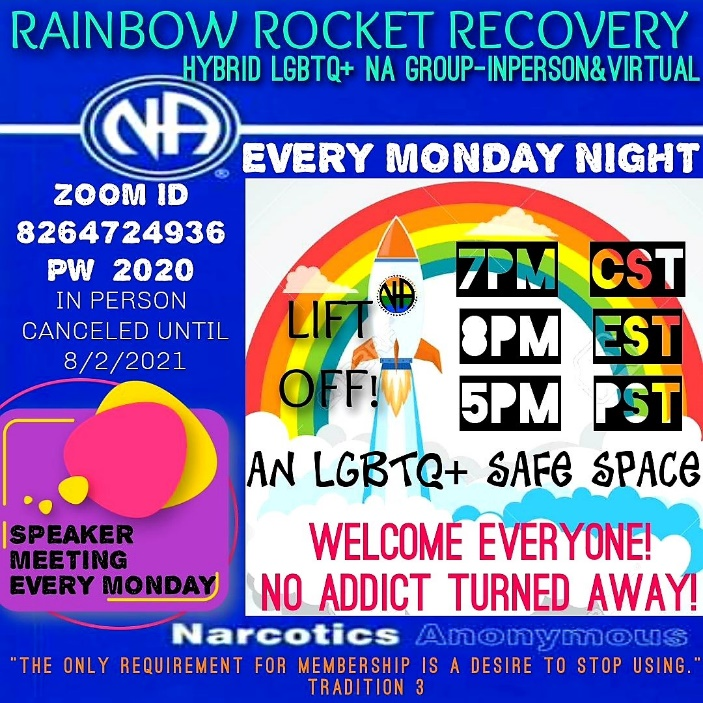 RAINBOW ROCKET RECOVERY
HYBRID LGBTQ+ NA GROUP-INPERSON&VIRTUAL
NA
®
EVERY MONDAY NIGHT
ZOOM ID
8264724936
PW 2020
IN PERSON
CANCELED UNTIL
8/2/2021
LIFT
OFF!
NA
7PM CST
8PM EST
5PM PST
AN LGBTQ+ SAFE SPACE
SPEAKER
MEETING
EVERY MONDAY
WELCOME EVERYONE!
NO ADDICT TURNED AWAY!
Narcotics Anonymous
"THE ONLY REQUIREMENT FOR MEMBERSHIP IS A DESIRE TO STOP USING."
TRADITION 3